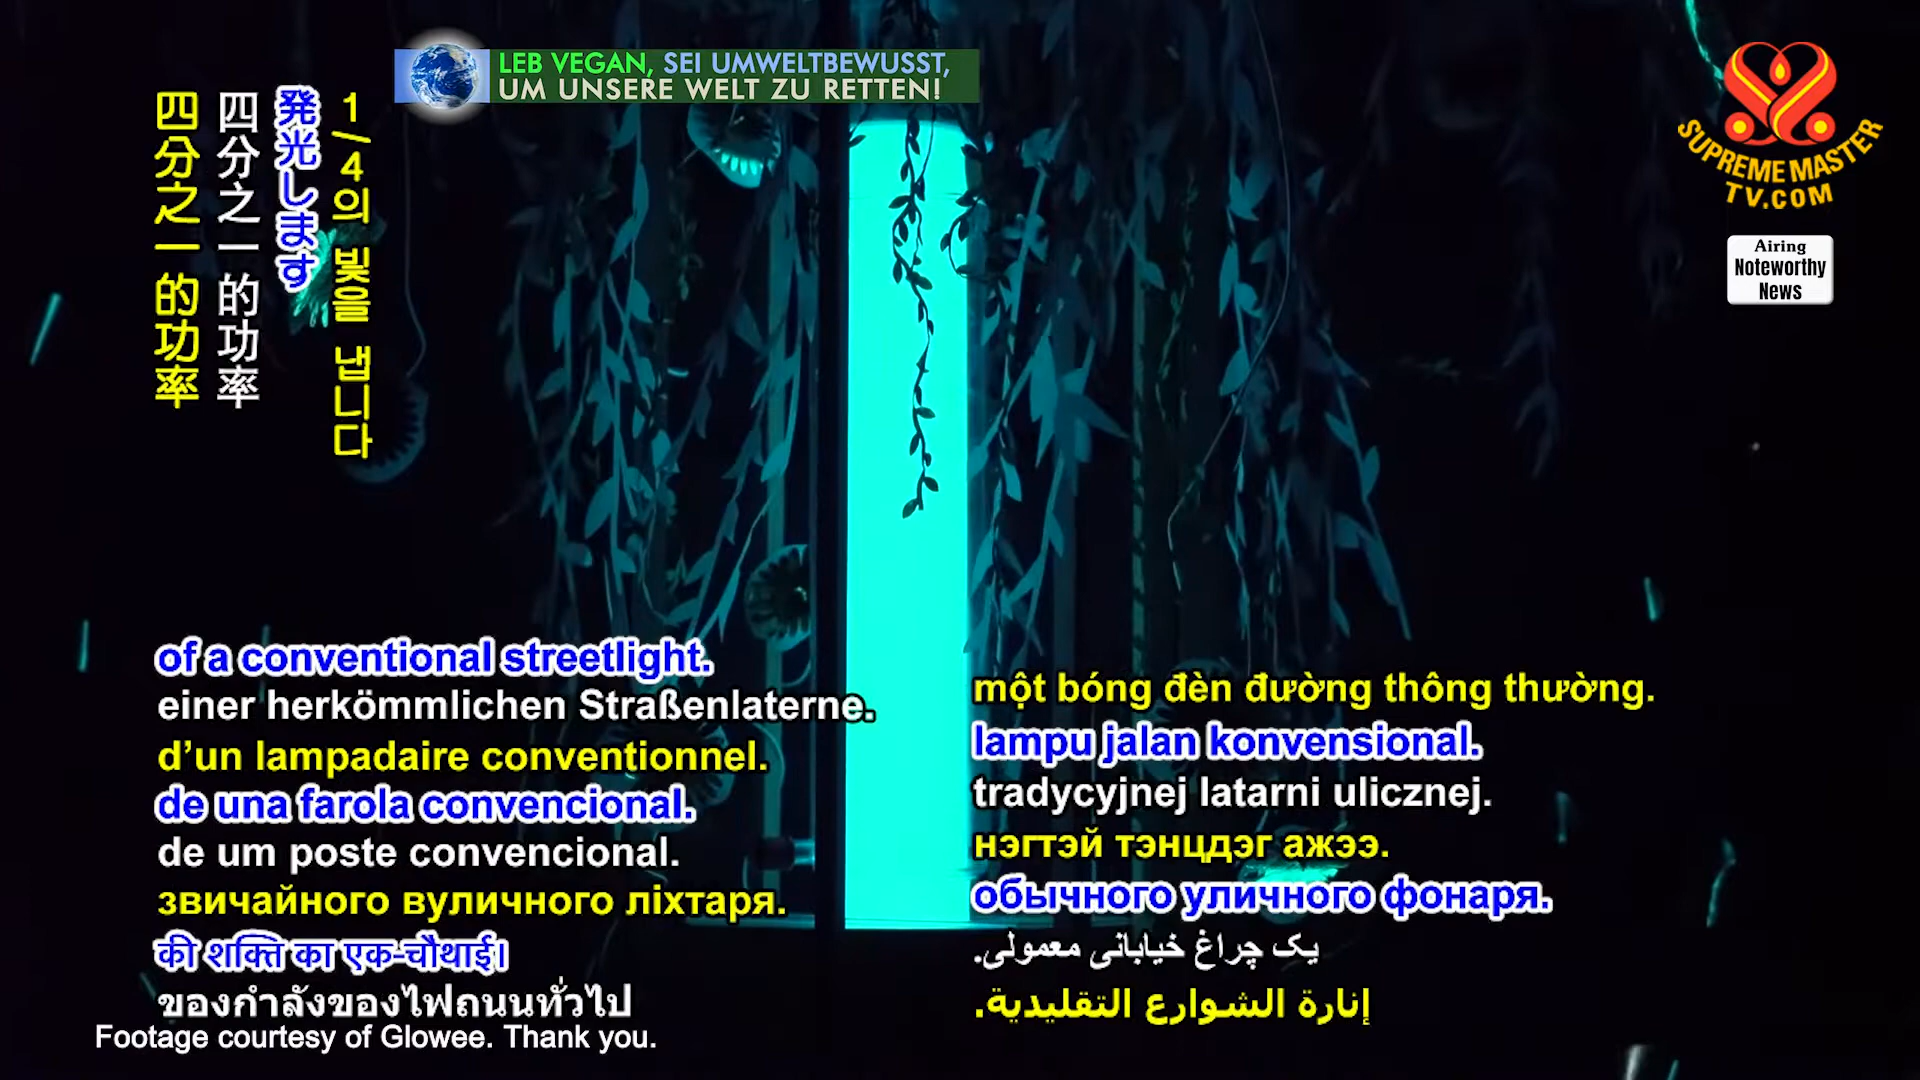 LEB VEGAN, SEI UMWELTBEWUSST,
UM UNSERE WELT ZU RETTEN!
SUPREME MASTER
TV.COM
Airing
Noteworthy
News
1/4의 빛을 냅니다
発光します
四分之一的功率
四分之一的功率
of a conventional streetlight.
einer herkömmlichen Straßenlaterne.
d’un lampadaire conventionnel.
de una farola convencional.
de um poste convencional.
звичайного вуличного ліхтаря.
की शक्ति का एक-चौथाई।
ของกำลังของไฟถนนทั่วไป
một bóng đèn đường thông thường.
lampu jalan konvensional.
tradycyjnej latarni ulicznej.
нэгтэй тэнцдэг ажээ.
обычного уличного фонаря.
یک چراغ خیابانی معمولی.
إنارة الشوارع التقليدية.
Footage courtesy of Glowee. Thank you.